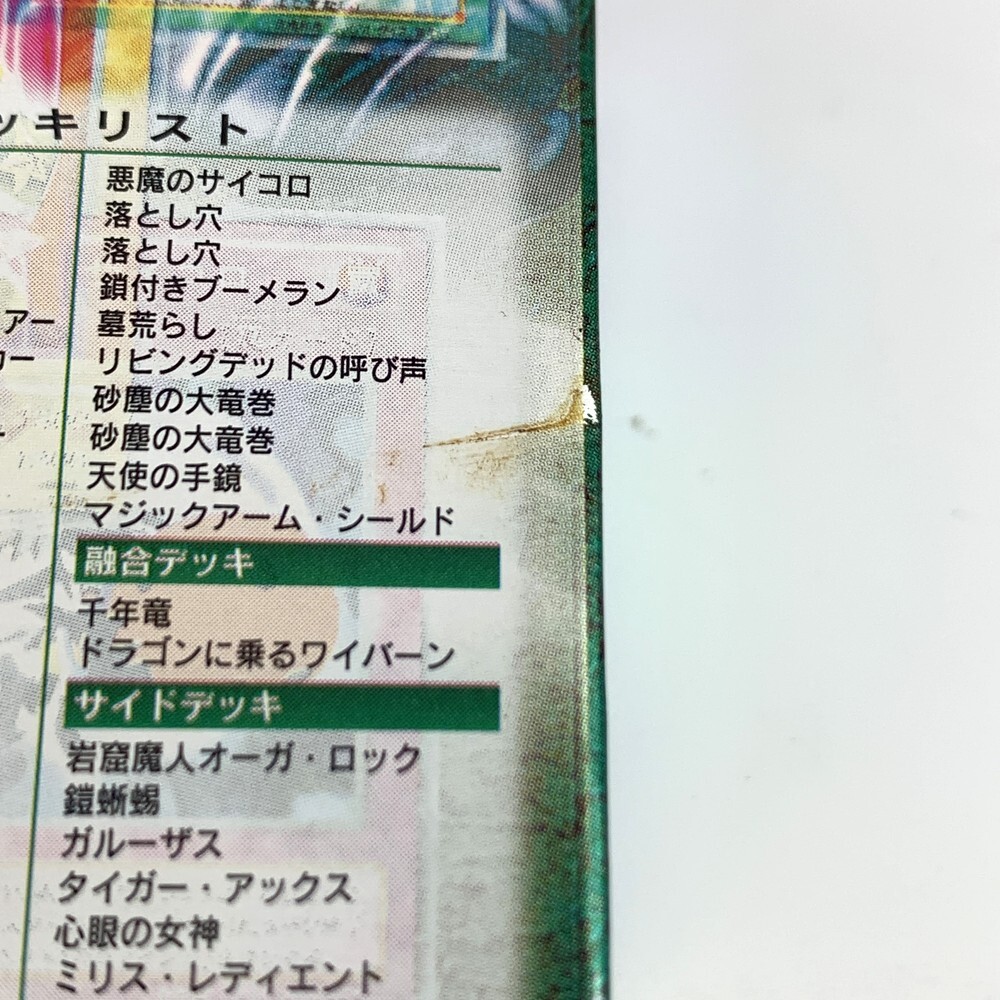 ッキリスト
悪魔のサイコロ
落とし穴
落とし穴
鎖付きブーメラン
アー
墓荒らし
カー
リビングデッドの呼び声
砂塵の大竜巻
砂塵の大竜巻
天使の手鏡
マジックアーム・シールド
融合デッキ
千年竜
ドラゴンに乗るワイバーン
サイドデッキ
岩窟魔人オーガ・ロック
鎧蜥蜴
ガルーザス
タイガー・アックス
心眼の女神
ミリス・レディエント